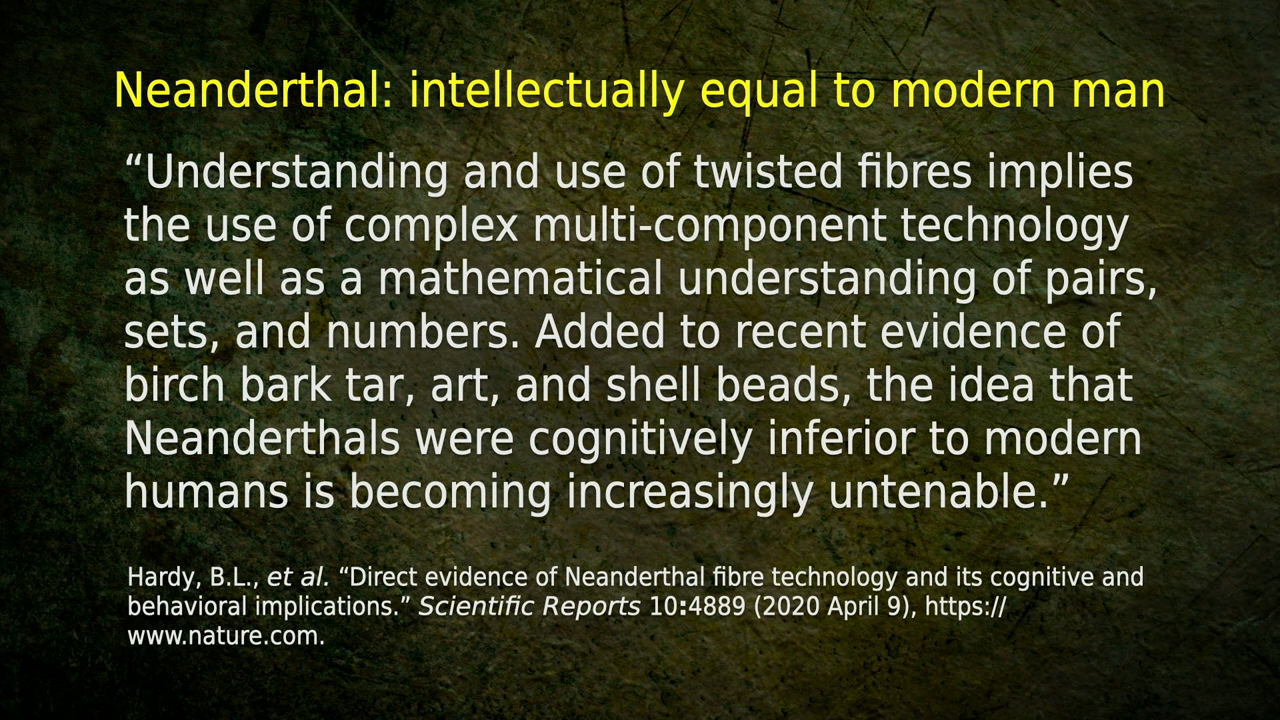 Neanderthal: intellectually equal to modern man
“Understanding and use of twisted fibres implies
the use of complex multi-component technology
as well as a mathematical understanding of pairs,
sets, and numbers. Added to recent evidence of
birch bark tar, art, and shell beads, the idea that
Neanderthals were cognitively inferior to modern
humans is becoming increasingly untenable.”
Hardy, B.L., et al. “Direct evidence of Neanderthal fibre technology and its cognitive and
behavioral implications.” Scientific Reports 10:4889 (2020 April 9), https://
www.nature.com.